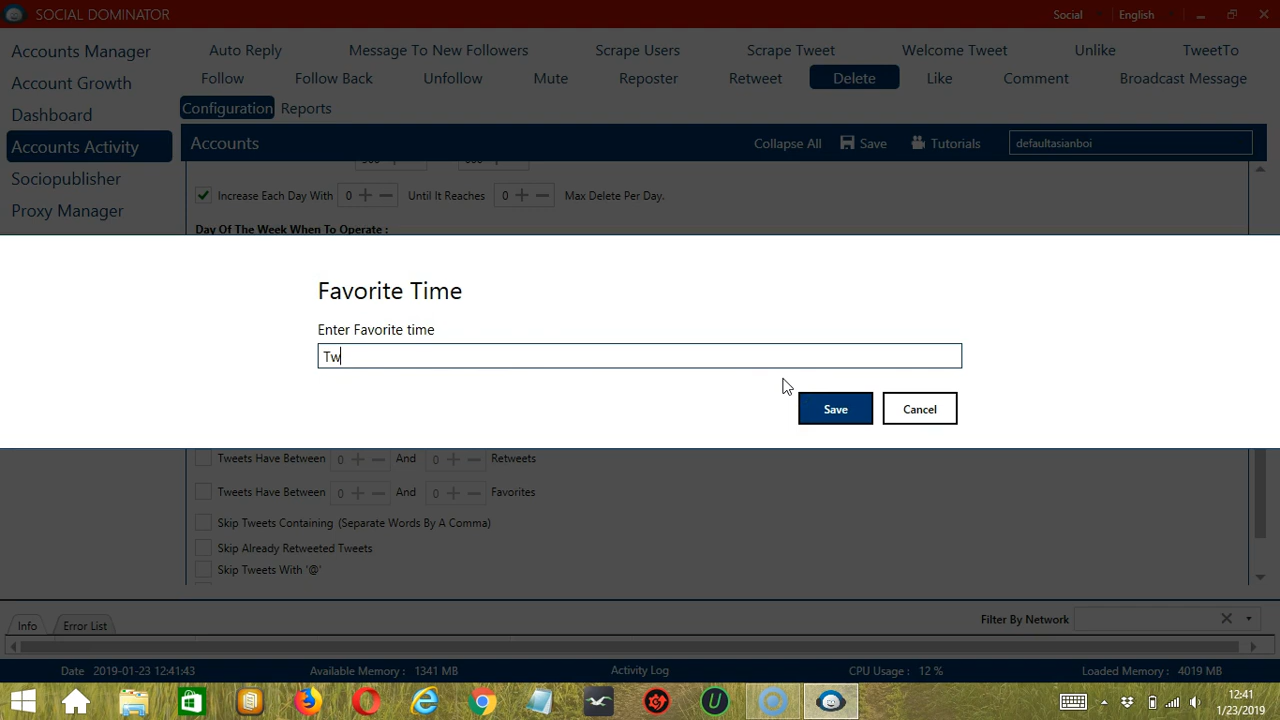 SOCIAL DOMINATOR
Social English
Accounts Manager
Account Growth
Dashboard
Accounts Activity
Sociopublisher
Proxy Manager
Auto Reply Message To New Followers Scrape Users Scrape Tweet Welcome Tweet Unlike TweetTo
Follow Follow Back Unfollow Mute Reposter Retweet Delete Like Comment Broadcast Message
Configuration Reports
Accounts Collapse All Save Tutorials defaultasianboi
Increase Each Day With 0 + − Until It Reaches 0 + − Max Delete Per Day.
Day Of The Week When To Operate :
Favorite Time
Enter Favorite time
Tw
Save Cancel
Tweets Have Between 0 + − And 0 + − Retweets
Tweets Have Between 0 + − And 0 + − Favorites
Skip Tweets Containing (Separate Words By A Comma)
Skip Already Retweeted Tweets
Skip Tweets With '@'
Info Error List Filter By Network
Date 2019-01-23 12:41:43 Available Memory : 1341 MB Activity Log CPU Usage : 12 % Loaded Memory : 4019 MB
12:41
1/23/2019